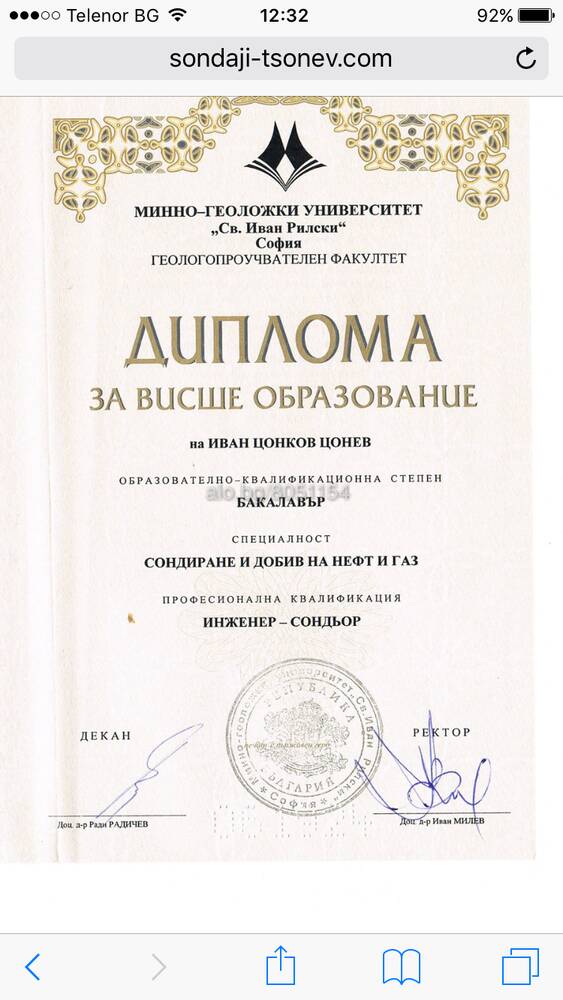 Telenor BG
12:32
92%
sondaji-tsonev.com
МИННО–ГЕОЛОЖКИ УНИВЕРСИТЕТ
„Св. Иван Рилски“
София
ГЕОЛОГОПРОУЧВАТЕЛЕН ФАКУЛТЕТ
ДИПЛОМА
ЗА ВИСШЕ ОБРАЗОВАНИЕ
на ИВАН ЦОНКОВ ЦОНЕВ
ОБРАЗОВАТЕЛНО–КВАЛИФИКАЦИОННА СТЕПЕН
alo.bg/8051154
БАКАЛАВЪР
СПЕЦИАЛНОСТ
СОНДИРАНЕ И ДОБИВ НА НЕФТ И ГАЗ
ПРОФЕСИОНАЛНА КВАЛИФИКАЦИЯ
ИНЖЕНЕР – СОНДЬОР
РЕПУБЛИКА
София
ДЕКАН
РЕКТОР
Доц. д-р Ради РАДИЧЕВ
Доц. д-р Иван МИЛЕВ